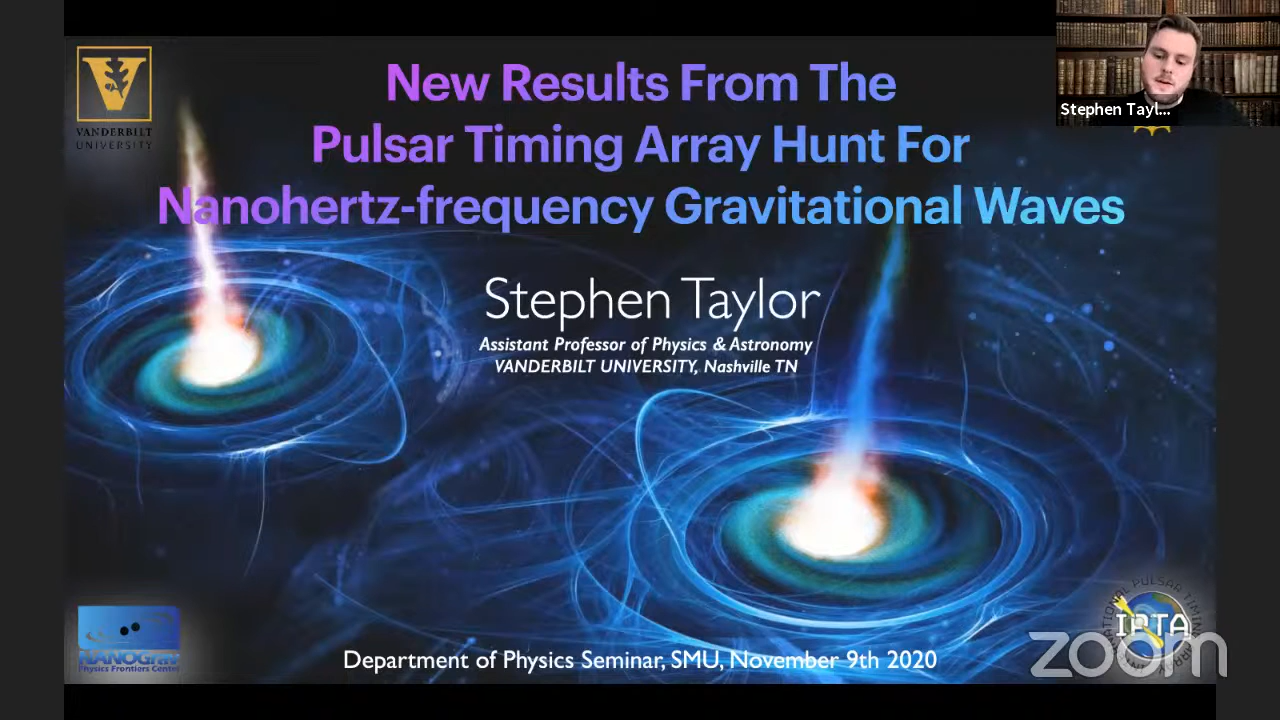 New Results From The
Pulsar Timing Array Hunt For
Nanohertz-frequency Gravitational Waves
Stephen Tayl...
VANDERBILT
UNIVERSITY
Stephen Taylor
Assistant Professor of Physics & Astronomy
VANDERBILT UNIVERSITY, Nashville TN
NANOGrav
Physics Frontiers Center
Department of Physics Seminar, SMU, November 9th 2020
IPTA
zoom